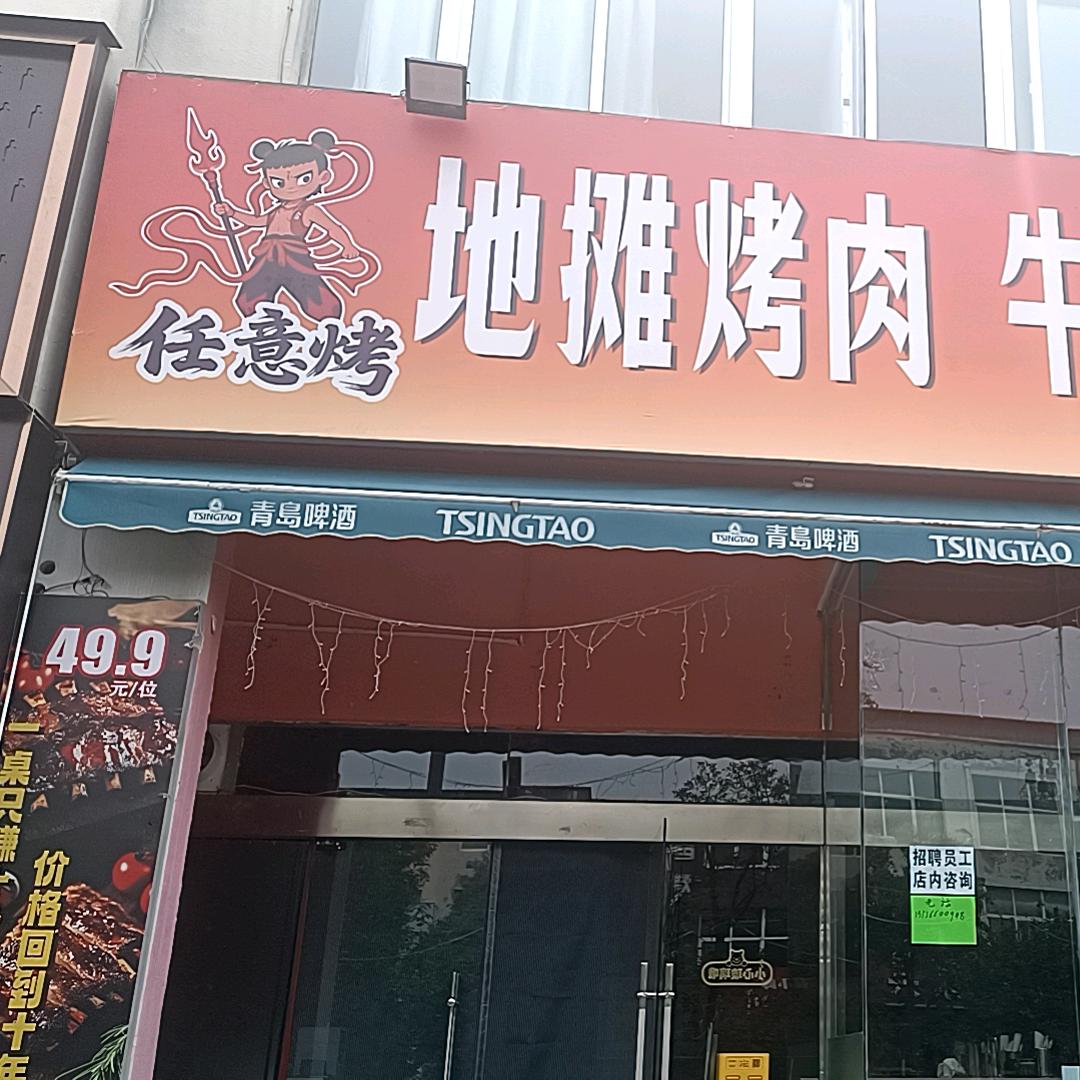 任意烤
地摊烤肉 牛
TSINGTAO 青岛啤酒 TSINGTAO TSINGTAO 青岛啤酒 TSINGTAO
49.9
元/位
一桌只赚一
价格回到十年
招聘员工
店内咨询